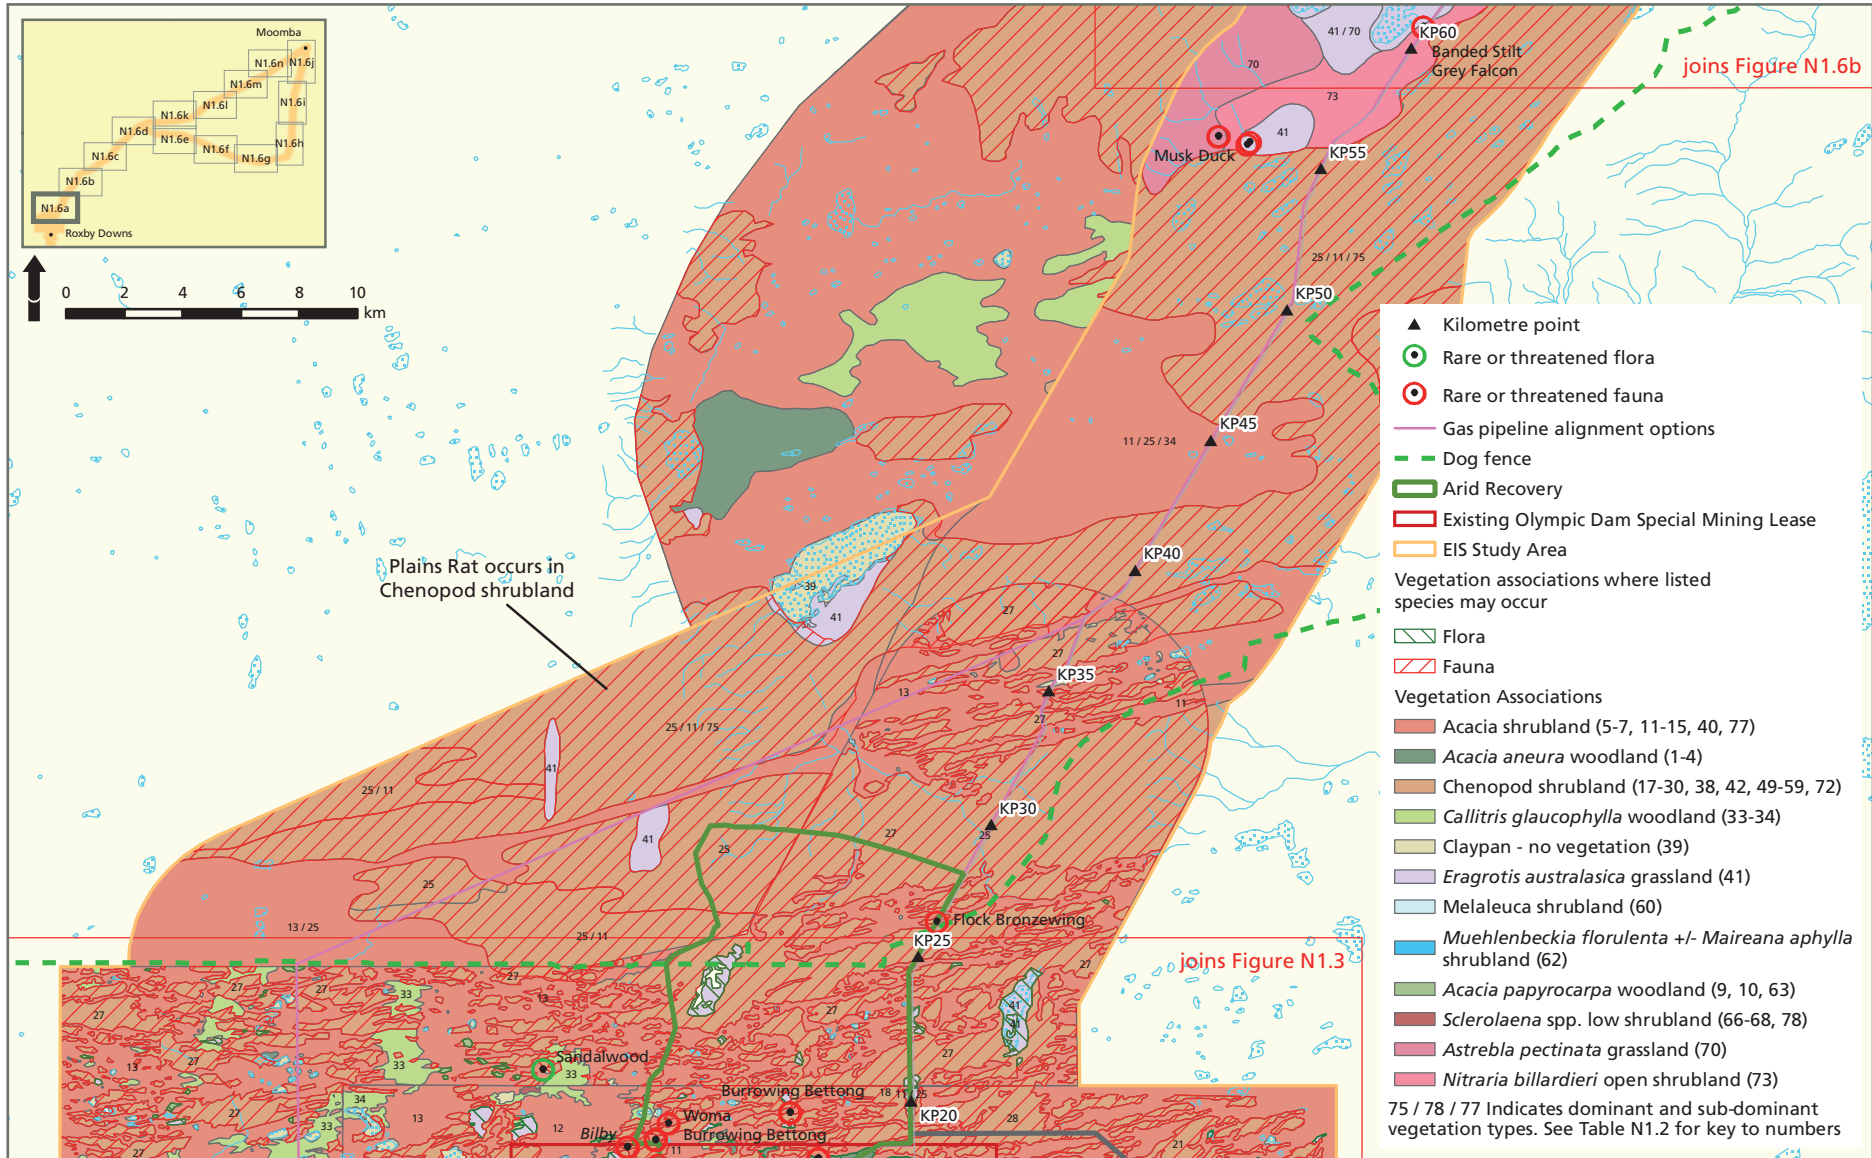 Moomba
N1.6n
N1.6j
N1.6m
N1.6l
N1.6i
N1.6k
N1.6d
N1.6e
N1.6f
N1.6h
N1.6c
N1.6g
N1.6b
N1.6a
Roxby Downs
0 2 4 6 8 10
km
41 / 70
KP60
Banded Stilt
Grey Falcon
joins Figure N1.6b
70
73
41
Musk Duck
KP55
25 / 11 / 75
KP50
KP45
11 / 25 / 34
KP40
Plains Rat occurs in
Chenopod shrubland
39
41
27
27
KP35
13
27
11
25 / 11 / 75
41
25 / 11
KP30
41
27
25
25
25
Flock Bronzewing
13 / 25
25 / 11
KP25
joins Figure N1.3
27
27
27
27
33
13
41
27
27
41
13
27
33
Sandalwood
33
27
Burrowing Bettong
18
11
25
KP20
27
34
13
33
12
Woma
Bilby
Burrowing Bettong
11
28
21
27
Kilometre point
Rare or threatened flora
Rare or threatened fauna
Gas pipeline alignment options
Dog fence
Arid Recovery
Existing Olympic Dam Special Mining Lease
EIS Study Area
Vegetation associations where listed
species may occur
Flora
Fauna
Vegetation Associations
Acacia shrubland (5-7, 11-15, 40, 77)
Acacia aneura woodland (1-4)
Chenopod shrubland (17-30, 38, 42, 49-59, 72)
Callitris glaucophylla woodland (33-34)
Claypan - no vegetation (39)
Eragrotis australasica grassland (41)
Melaleuca shrubland (60)
Muehlenbeckia florulenta +/- Maireana aphylla
shrubland (62)
Acacia papyrocarpa woodland (9, 10, 63)
Sclerolaena spp. low shrubland (66-68, 78)
Astrebla pectinata grassland (70)
Nitraria billardieri open shrubland (73)
75 / 78 / 77 Indicates dominant and sub-dominant
vegetation types. See Table N1.2 for key to numbers